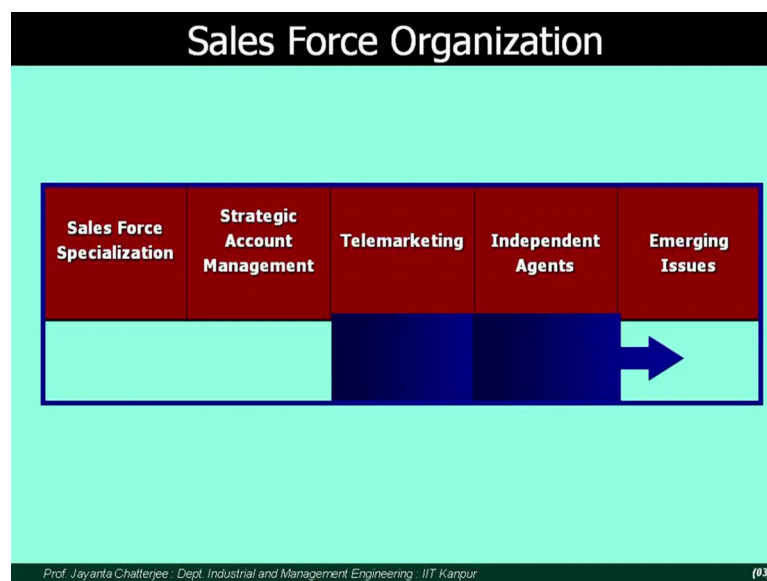 Sales Force Organization
Sales Force
Specialization
Strategic
Account
Management
Telemarketing
Independent
Agents
Emerging
Issues
Prof. Jayanta Chatterjee : Dept. Industrial and Management Engineering : IIT Kanpur
(03